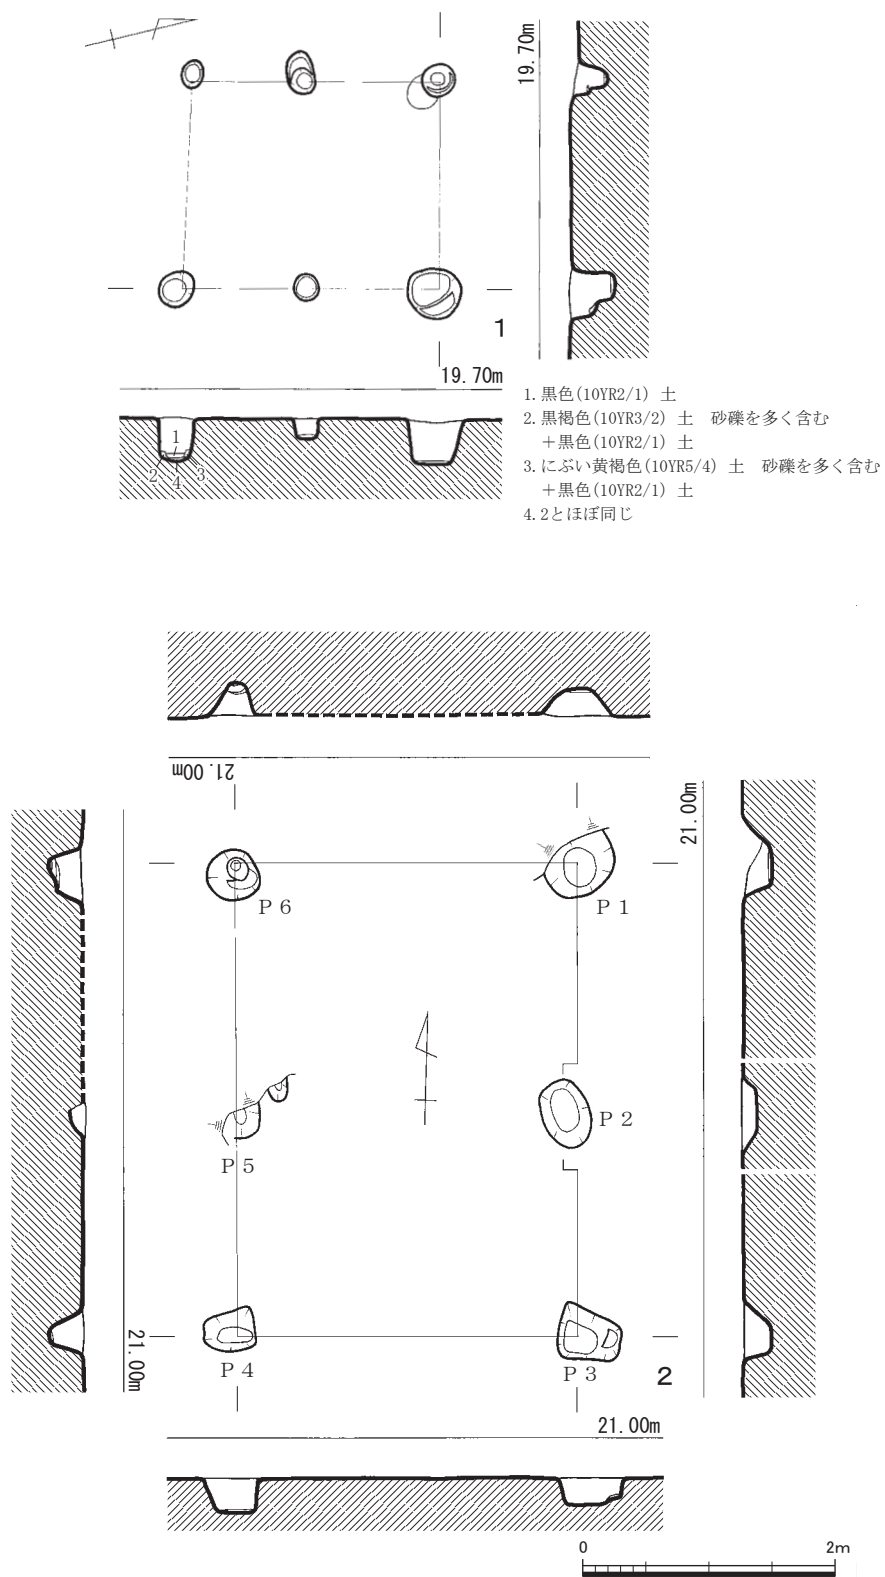 19.70m
1
19.70m
1
2
4
3
1.黒色(10YR2/1) 土
2.黒褐色(10YR3/2) 土　砂礫を多く含む
＋黒色(10YR2/1) 土
3.にぶい黄褐色(10YR5/4) 土　砂礫を多く含む
＋黒色(10YR2/1) 土
4.2とほぼ同じ
21.00m
21.00m
P 6
P 1
P 2
P 5
21.00m
P 4
P 3
2
21.00m
0
2m